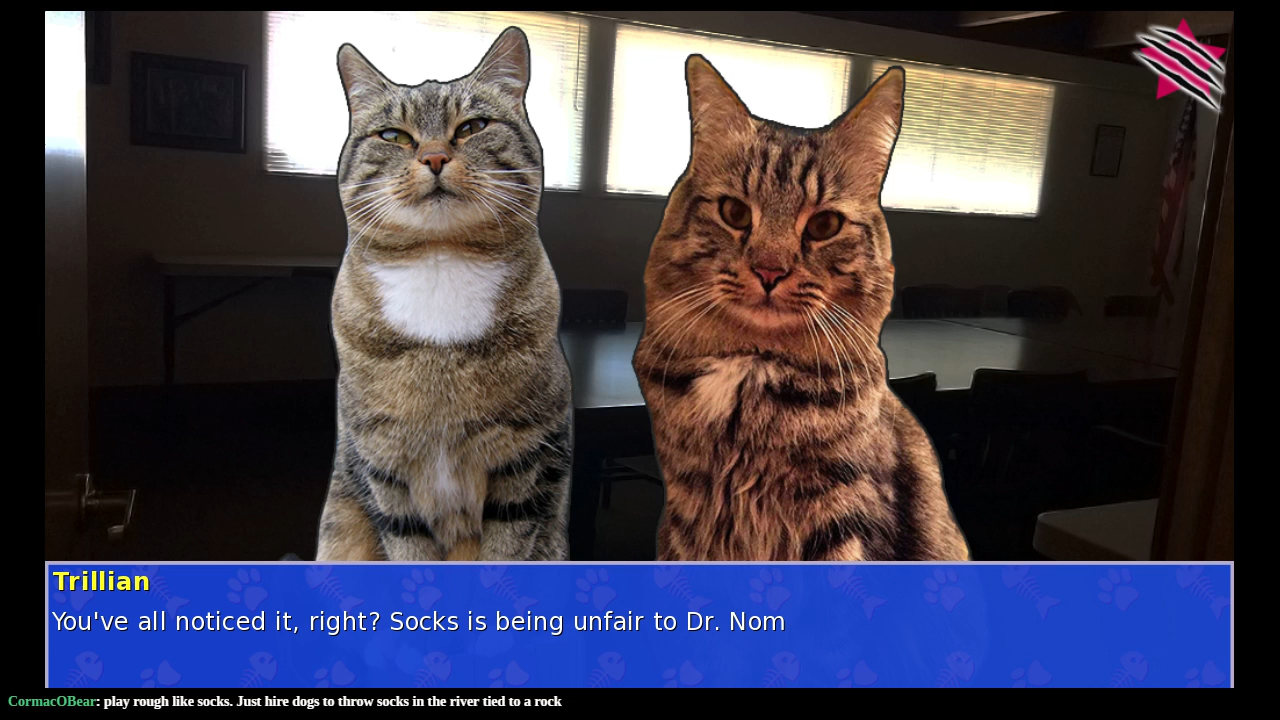 Trillian
You've all noticed it, right? Socks is being unfair to Dr. Nom
CormacOBear: play rough like socks. Just hire dogs to throw socks in the river tied to a rock